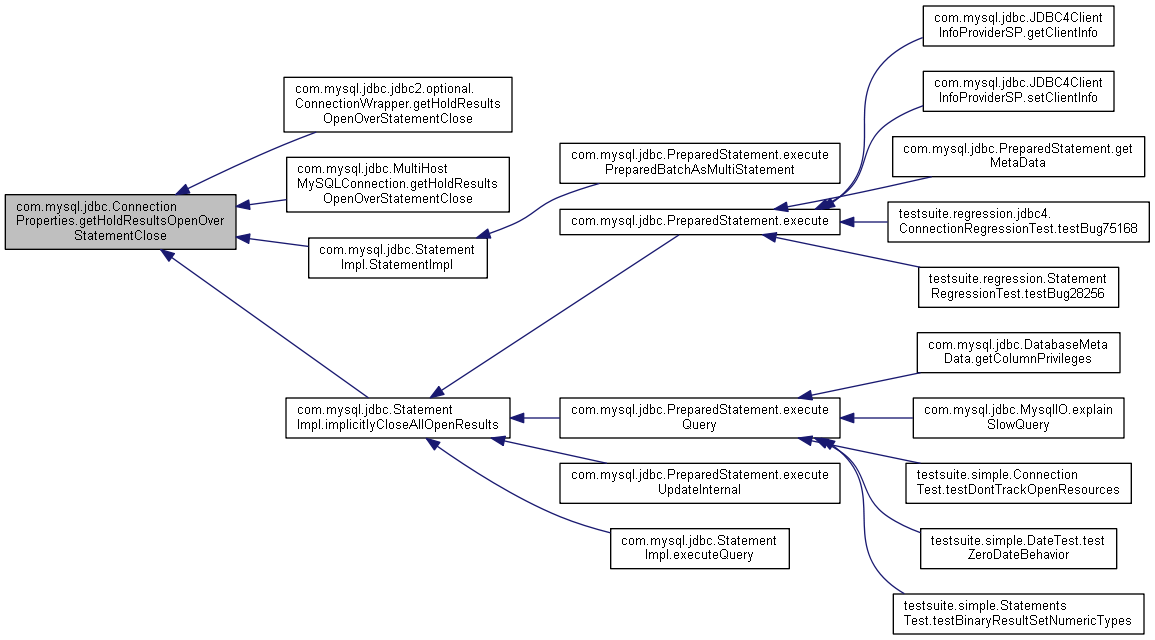 com.mysql.jdbc.Connection
Properties.getHoldResultsOpenOver
StatementClose
com.mysql.jdbc.jdbc2.optional.
ConnectionWrapper.getHoldResults
OpenOverStatementClose
com.mysql.jdbc.MultiHost
MySQLConnection.getHoldResults
OpenOverStatementClose
com.mysql.jdbc.Statement
Impl.StatementImpl
com.mysql.jdbc.Statement
Impl.implicitlyCloseAllOpenResults
com.mysql.jdbc.PreparedStatement.execute
PreparedBatchAsMultiStatement
com.mysql.jdbc.PreparedStatement.execute
com.mysql.jdbc.PreparedStatement.execute
Query
com.mysql.jdbc.PreparedStatement.execute
UpdateInternal
com.mysql.jdbc.Statement
Impl.executeQuery
com.mysql.jdbc.JDBC4Client
InfoProviderSP.getClientInfo
com.mysql.jdbc.JDBC4Client
InfoProviderSP.setClientInfo
com.mysql.jdbc.PreparedStatement.get
MetaData
testsuite.regression.jdbc4.
ConnectionRegressionTest.testBug75168
testsuite.regression.Statement
RegressionTest.testBug28256
com.mysql.jdbc.DatabaseMeta
Data.getColumnPrivileges
com.mysql.jdbc.MysqlIO.explain
SlowQuery
testsuite.simple.Connection
Test.testDontTrackOpenResources
testsuite.simple.DateTest.test
ZeroDateBehavior
testsuite.simple.Statements
Test.testBinaryResultSetNumericTypes